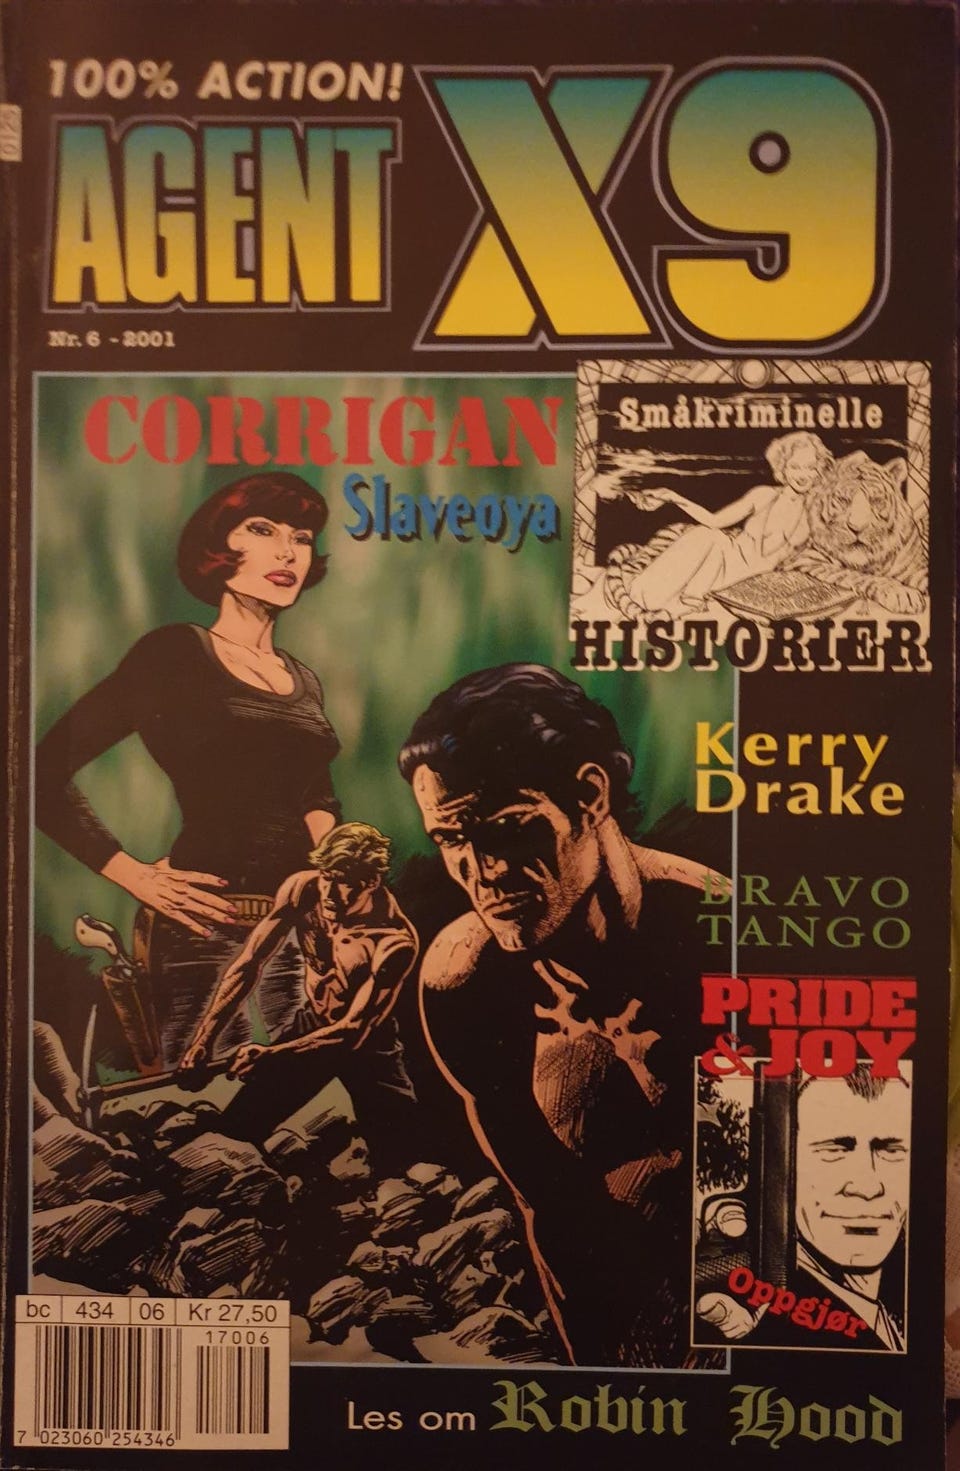 100% ACTION!
AGENT X9
Nr. 6 - 2001
CORRIGAN
Slaveøya
Småkriminelle
HISTORIER
Kerry
Drake
BRAVO
TANGO
PRIDE
& JOY
Oppgjør
bc 434 06 Kr 27,50
17006
7 023060 254346
Les om Robin Hood
0125